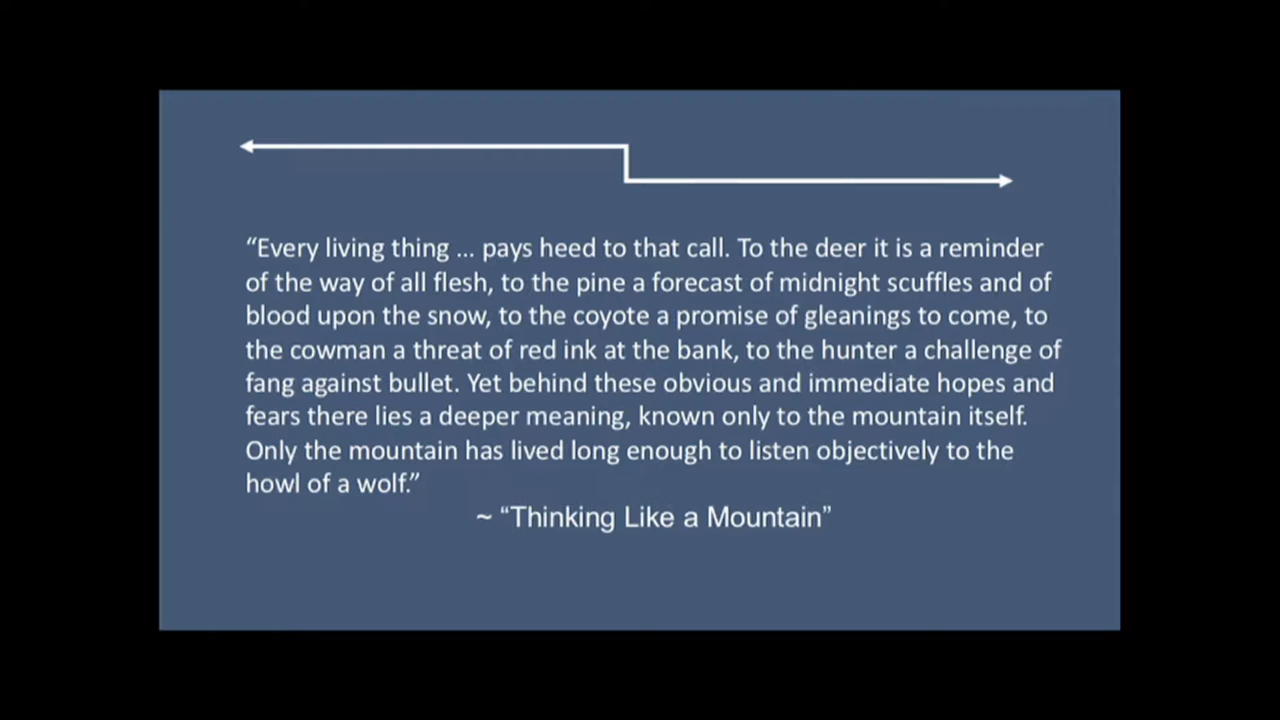 “Every living thing ... pays heed to that call. To the deer it is a reminder
of the way of all flesh, to the pine a forecast of midnight scuffles and of
blood upon the snow, to the coyote a promise of gleanings to come, to
the cowman a threat of red ink at the bank, to the hunter a challenge of
fang against bullet. Yet behind these obvious and immediate hopes and
fears there lies a deeper meaning, known only to the mountain itself.
Only the mountain has lived long enough to listen objectively to the
howl of a wolf.”
~ “Thinking Like a Mountain”